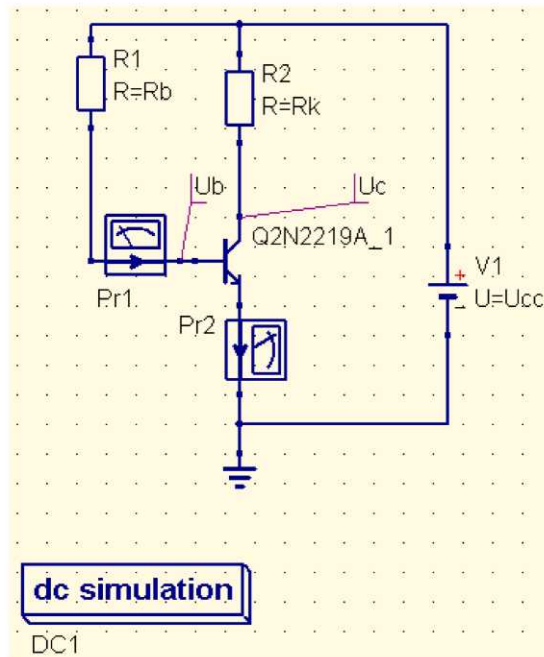 R1
R=Rb
R2
R=Rk
Ub
Uc
Q2N2219A_1
Pr1
Pr2
V1
U=Ucc
dc simulation
DC1